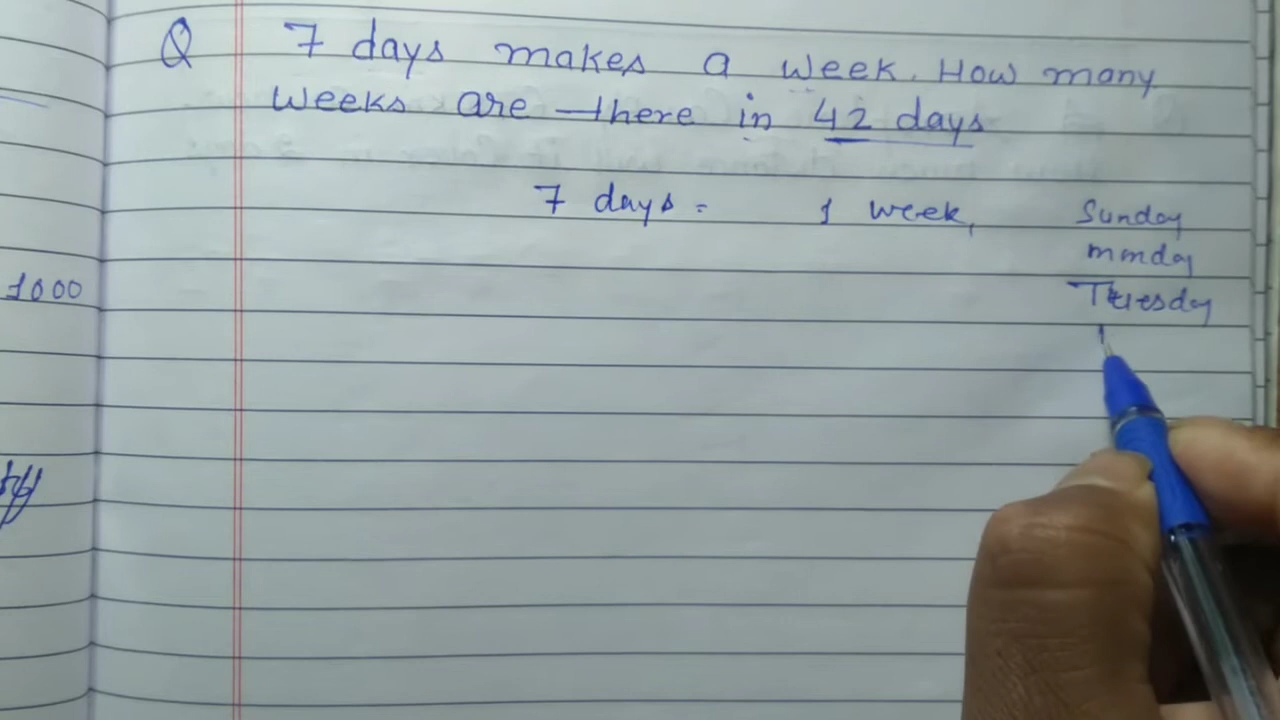 Q 7 days makes a week. How many
weeks are there in 42 days
7 days = 1 week, Sunday
monday
Tuesday
1000